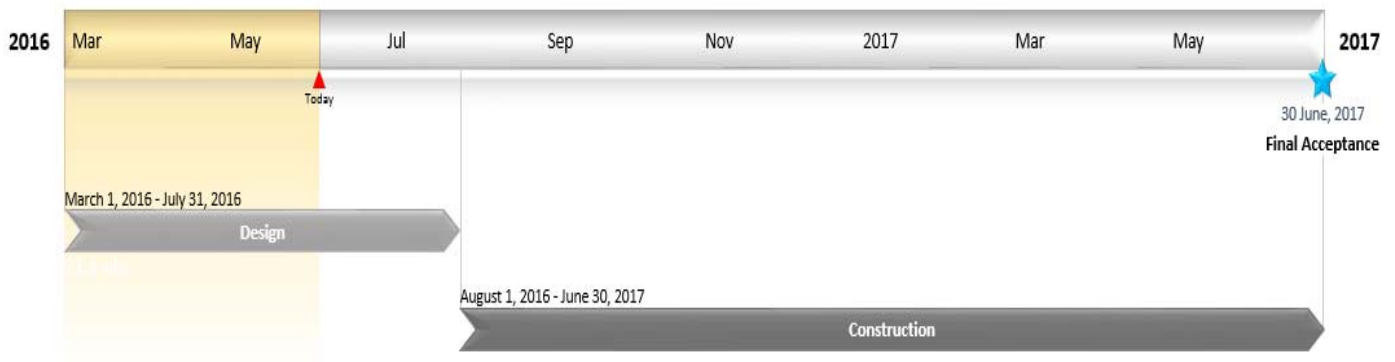 2016 Mar May Jul Sep Nov 2017 Mar May 2017
Today
30 June, 2017
Final Acceptance
March 1, 2016 - July 31, 2016
Design
August 1, 2016 - June 30, 2017
Construction